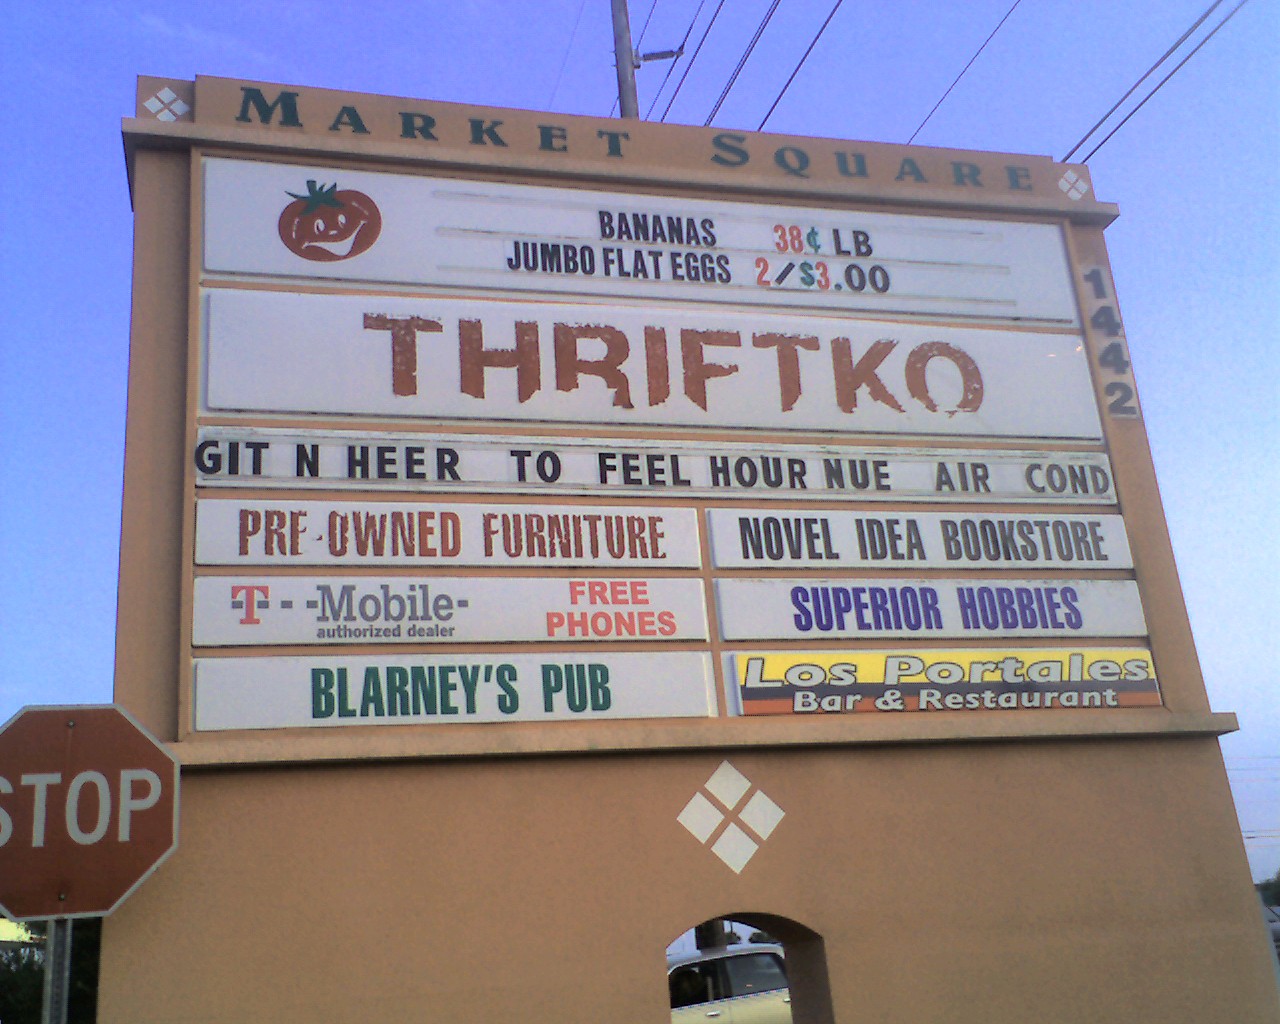 MARKET SQUARE
BANANAS 38¢ LB
JUMBO FLAT EGGS 2/$3.00
1442
THRIFTKO
GIT N HEER TO FEEL HOUR NUE AIR COND
PRE-OWNED FURNITURE
NOVEL IDEA BOOKSTORE
T-Mobile-
authorized dealer
FREE
PHONES
SUPERIOR HOBBIES
BLARNEY'S PUB
Los Portales
Bar & Restaurant
STOP